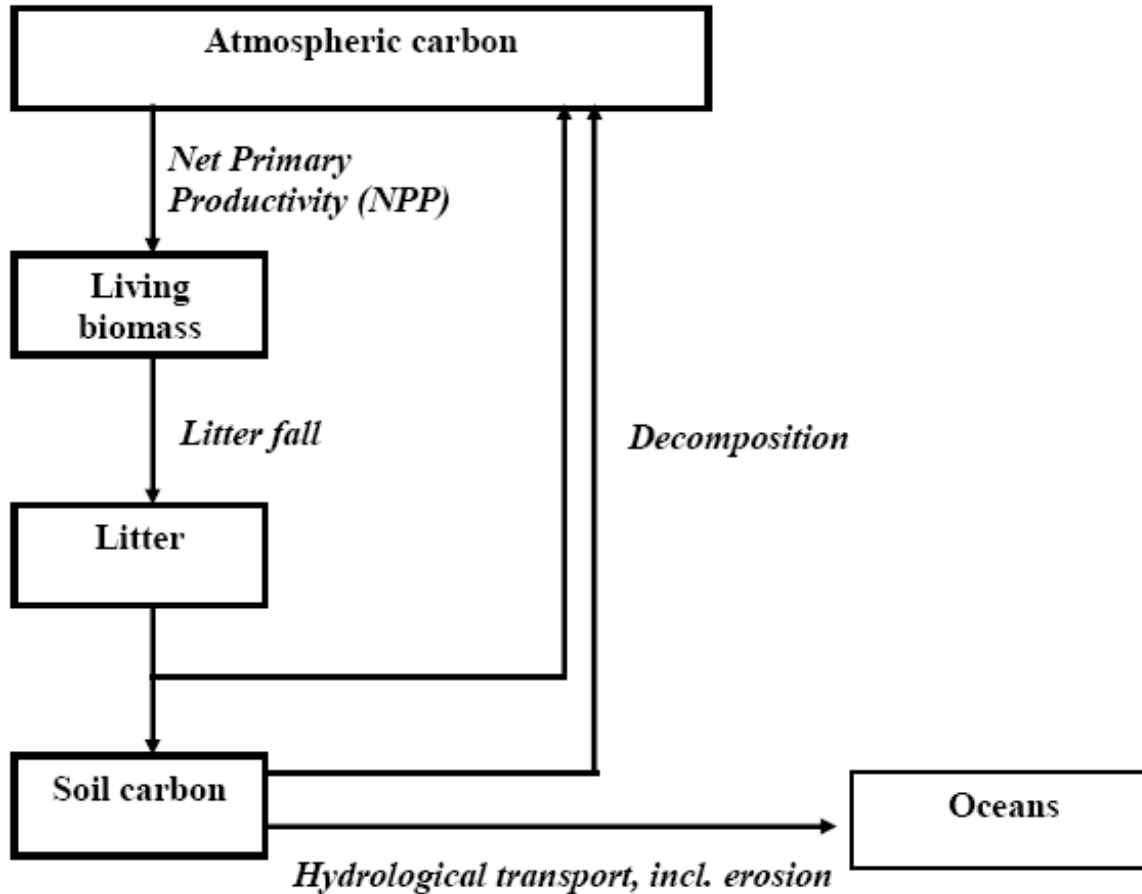 Atmospheric carbon
Net Primary
Productivity (NPP)
Living
biomass
Litter fall
Decomposition
Litter
Soil carbon
Oceans
Hydrological transport, incl. erosion